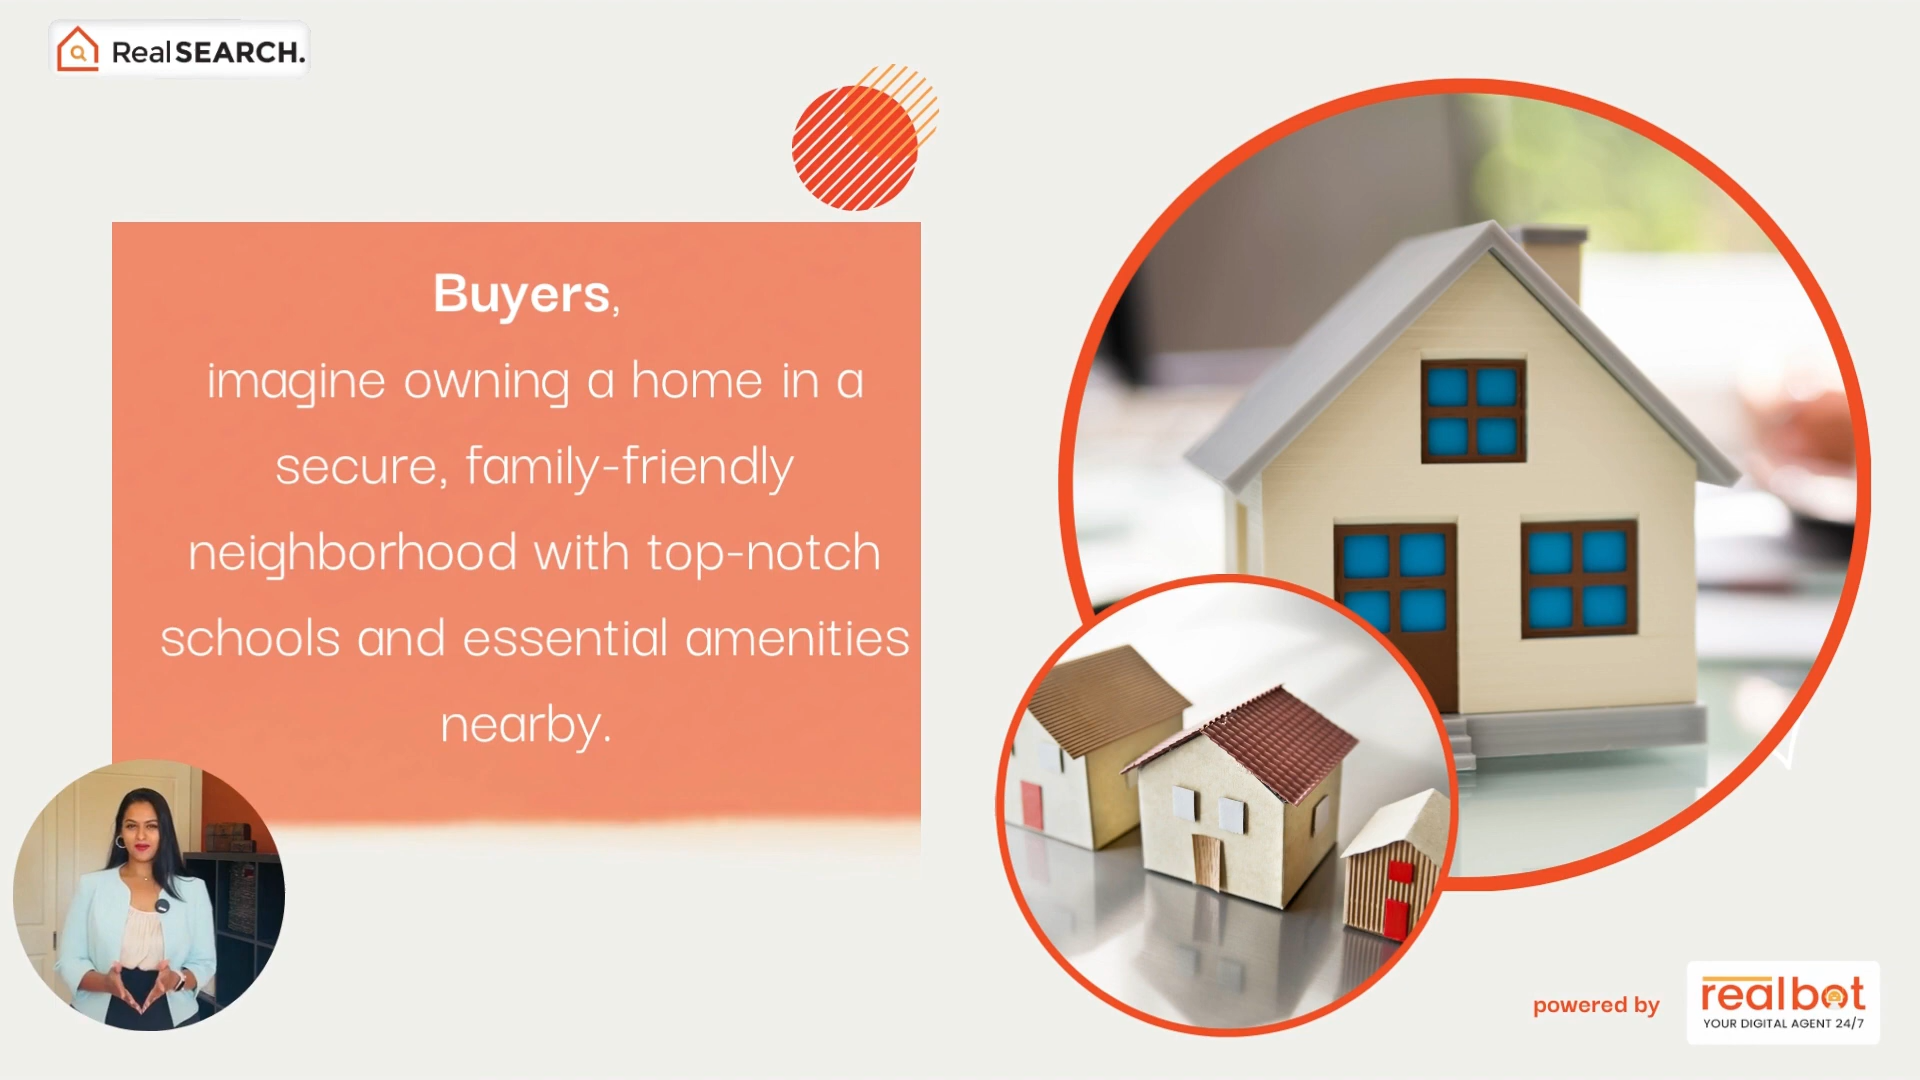 RealSEARCH.
Buyers,
imagine owning a home in a
secure, family-friendly
neighborhood with top-notch
schools and essential amenities
nearby.
powered by
realbot
YOUR DIGITAL AGENT 24/7